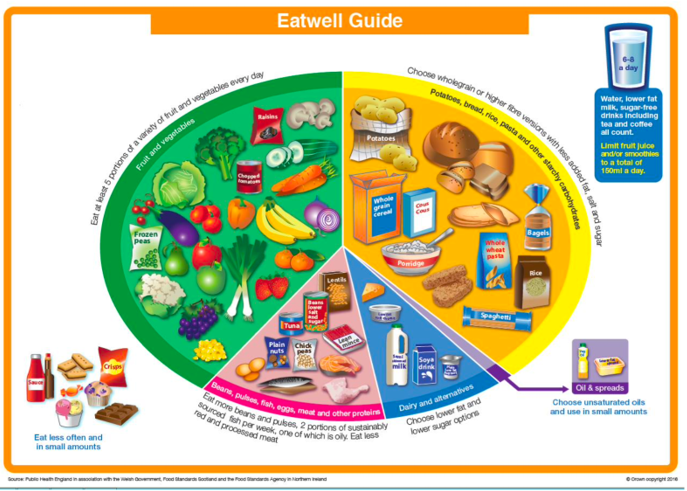 Eatwell Guide
6-8
a day
Water, lower fat
milk, sugar-free
drinks including
tea and coffee
all count.
Limit fruit juice
and/or smoothies
to a total of
150ml a day.
Eat at least 5 portions of a variety of fruit and vegetables every day
Fruit and vegetables
Raisins
Chopped
tomatoes
Frozen
peas
Choose wholegrain or higher fibre versions with less added fat, salt and sugar
Potatoes, bread, rice, pasta and other starchy carbohydrates
Potatoes
Whole
grain
cereal
Cous
Cous
Porridge
Bagels
Whole
wheat
pasta
Rice
Spaghetti
Lentils
Beans
lower
salt
and
sugar
Tuna
Plain
nuts
Chick
peas
Lean
mince
Beans, pulses, fish, eggs, meat and other proteins
Eat more beans and pulses, 2 portions of sustainably
sourced fish per week, one of which is oily. Eat less
red and processed meat
milk
Soya
drink
Dairy and alternatives
Choose lower fat and
lower sugar options
Oil & spreads
Choose unsaturated oils
and use in small amounts
Sauce
Crisps
Eat less often and
in small amounts
Source: Public Health England in association with the Welsh Government, Food Standards Scotland and the Food Standards Agency in Northern Ireland
© Crown copyright 2016